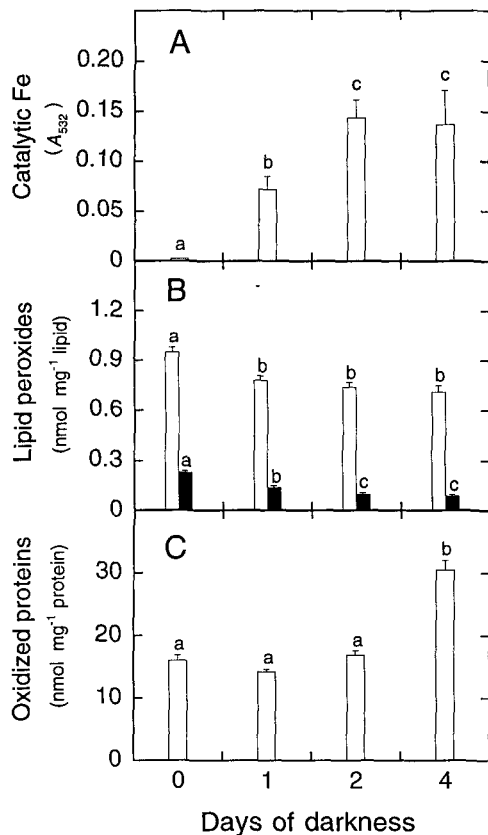 A
Catalytic Fe
(A532)
0.20
0.15
0.10
0.05
0
a
b
c
c
B
Lipid peroxides
(nmol mg-1 lipid)
1.2
0.9
0.6
0.3
0
a
b
b
b
a
b
c
c
C
Oxidized proteins
(nmol mg-1 protein)
30
20
10
0
a
a
a
b
0 1 2 4
Days of darkness